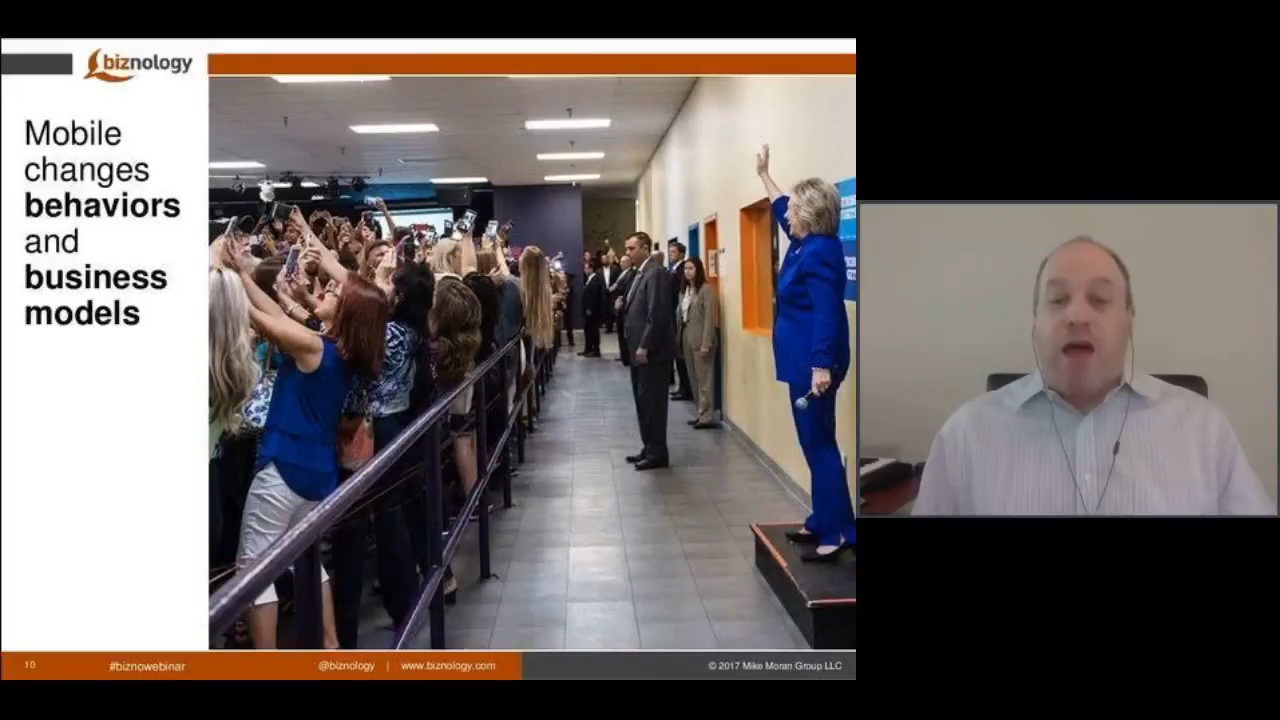 biznology
Mobile
changes
behaviors
and
business
models
10
#biznowebinar
@biznology | www.biznology.com
© 2017 Mike Moran Group LLC